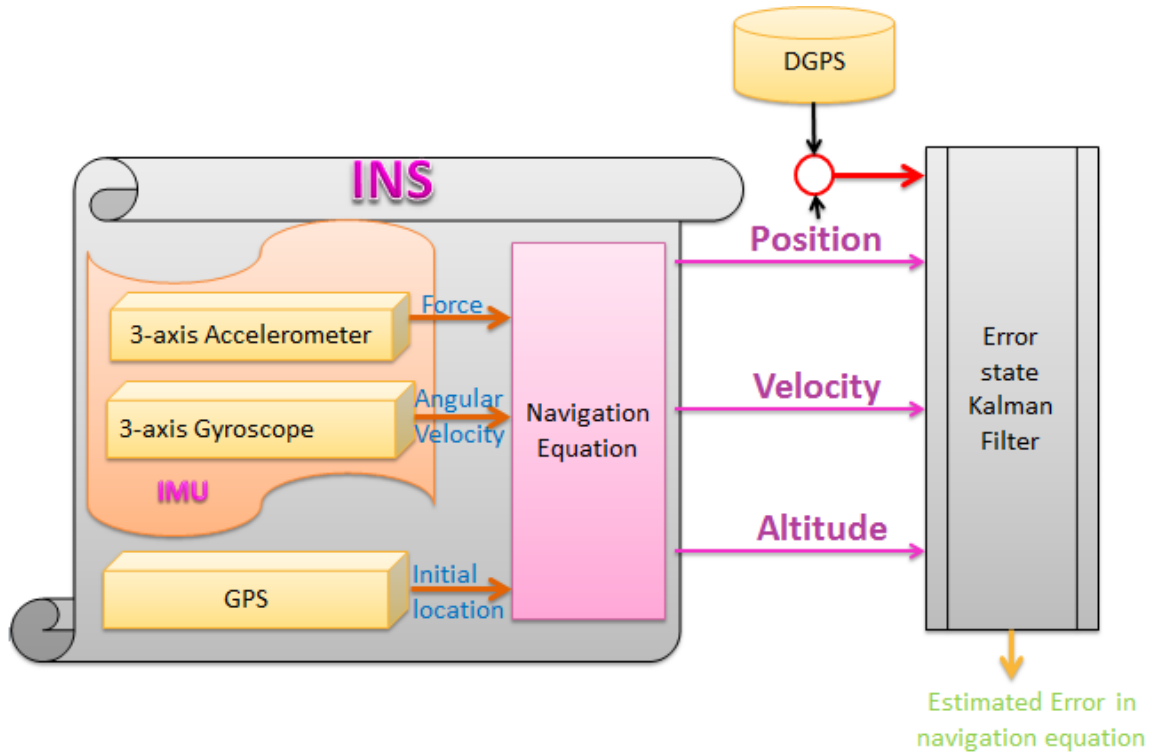 DGPS
INS
Position
3-axis Accelerometer
Force
3-axis Gyroscope
Angular
Velocity
Navigation
Equation
Velocity
Error
state
Kalman
Filter
IMU
Altitude
GPS
Initial
location
Estimated Error in
navigation equation